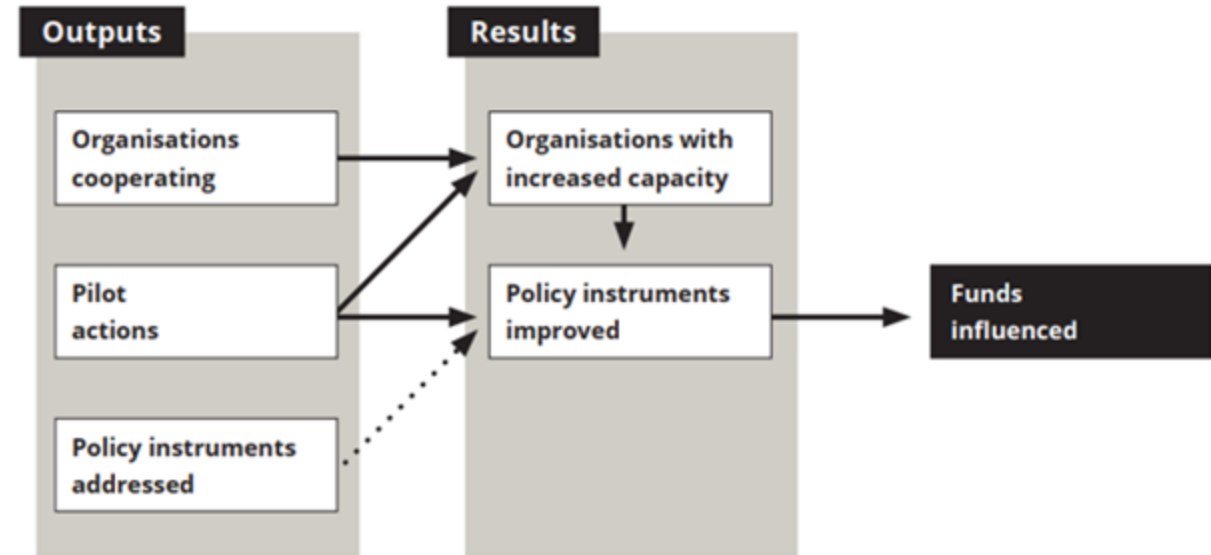 Outputs
Results
Organisations
cooperating
Organisations with
increased capacity
Pilot
actions
Policy instruments
improved
Funds
influenced
Policy instruments
addressed